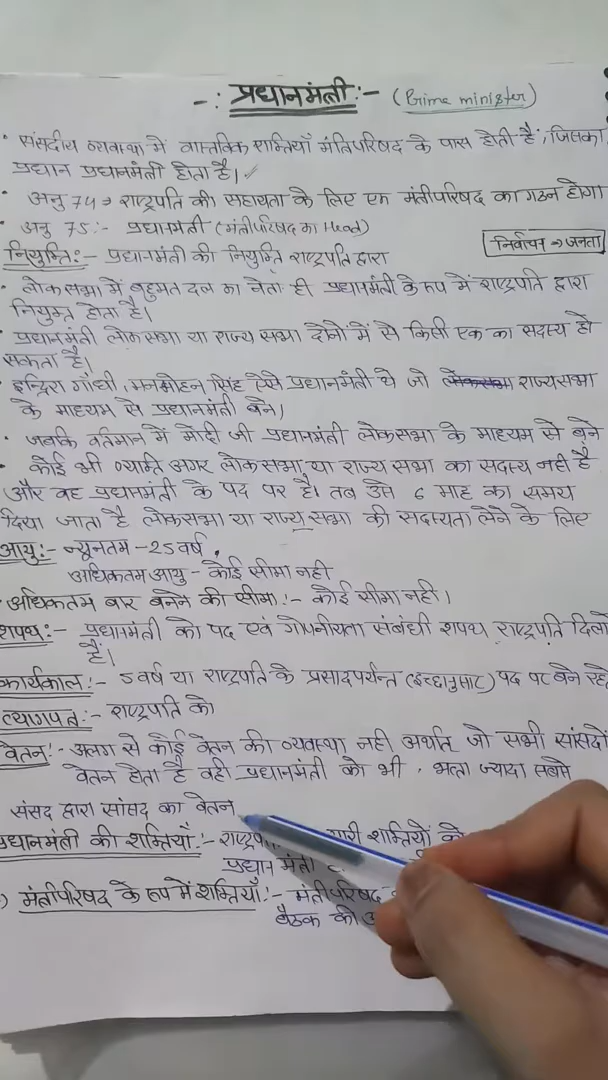 -: प्रधानमंत्री :- (Prime minister)
• संसदीय व्यवस्था में वास्तविक शक्तियाँ मंत्रिपरिषद के पास होती हैं, जिसका
प्रधान प्रधानमंत्री होता है। ✓
• अनु 74 → राष्ट्रपति की सहायता के लिए एक मंत्रीपरिषद का गठन होगा
• अनु 75:- प्रधानमंत्री (मंत्रीपरिषद का Head)
निर्वाचन ⇒ जनता
नियुक्ति:- प्रधानमंत्री की नियुक्ति राष्ट्रपति द्वारा
• लोकसभा में बहुमत दल का नेता ही प्रधानमंत्री के रूप में राष्ट्रपति द्वारा
नियुक्त होता है।
• प्रधानमंत्री लोकसभा या राज्य सभा दोनों में से किसी एक का सदस्य हो
सकता है।
• इन्दिरा गांधी, मनमोहन सिंह ऐसे प्रधानमंत्री थे जो राज्यसभा
के माध्यम से प्रधानमंत्री बने।
• जबकि वर्तमान में मोदी जी प्रधानमंत्री लोकसभा के माध्यम से बने
• कोई भी व्यक्ति अगर लोकसभा या राज्य सभा का सदस्य नही है
और वह प्रधानमंत्री के पद पर है। तब उसे 6 माह का समय
दिया जाता है लोकसभा या राज्य सभा की सदस्यता लेने के लिए
आयु:- न्यूनतम - 25 वर्ष,
अधिकतम आयु - कोई सीमा नही
• अधिकतम बार बनने की सीमा:- कोई सीमा नहीं।
शपथ:- प्रधानमंत्री को पद एवं गोपनीयता संबंधी शपथ राष्ट्रपति दिलाते
हैं।
कार्यकाल:- 5 वर्ष या राष्ट्रपति के प्रसादपर्यन्त (इच्छानुसार) पद पर बने रहे
त्यागपत्र:- राष्ट्रपति को
वेतन:- अलग से कोई वेतन की व्यवस्था नही अर्थात् जो सभी सांसदों
वेतन होता है वही प्रधानमंत्री को भी, भत्ता ज्यादा सबसे
संसद द्वारा सांसद का वेतन
प्रधानमंत्री की शक्तियाँ:- सारी शक्तियों को
प्रधान मंत्री
) मंत्रीपरिषद के रूप में शक्तियाँ:- मंत्रीपरिषद
बैठक की